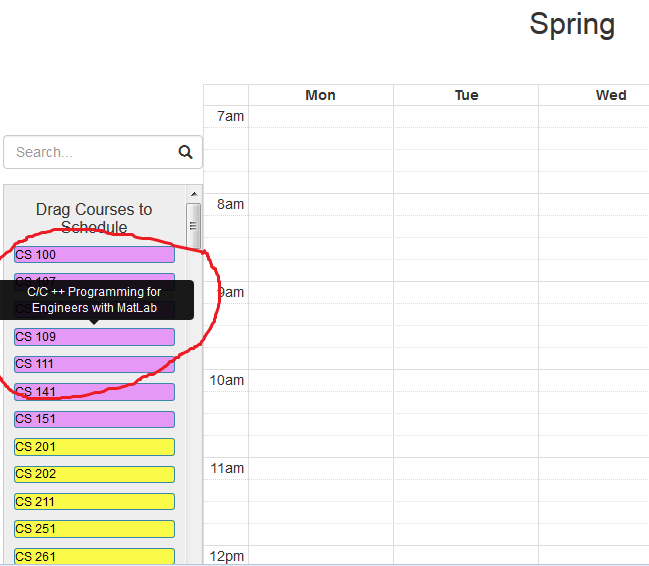 Spring
Mon Tue Wed
7am
Search...
8am
Drag Courses to
Schedule
CS 100
CS 107
9am
C/C ++ Programming for
Engineers with MatLab
CS 109
CS 111
10am
CS 141
CS 151
CS 201
11am
CS 202
CS 211
CS 251
CS 261
12pm